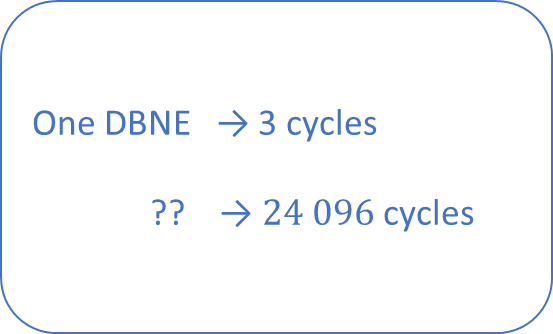 One DBNE → 3 cycles
?? → 24 096 cycles